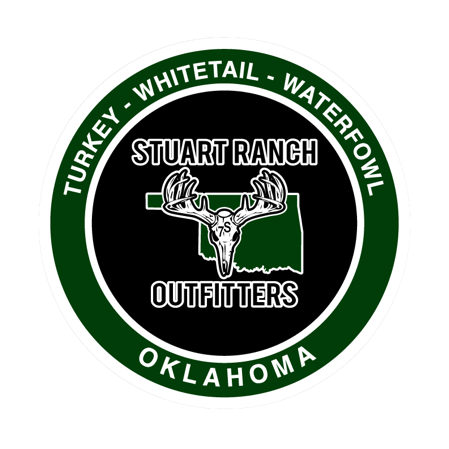 TURKEY - WHITETAIL - WATERFOWL
STUART RANCH
7S
OUTFITTERS
OKLAHOMA